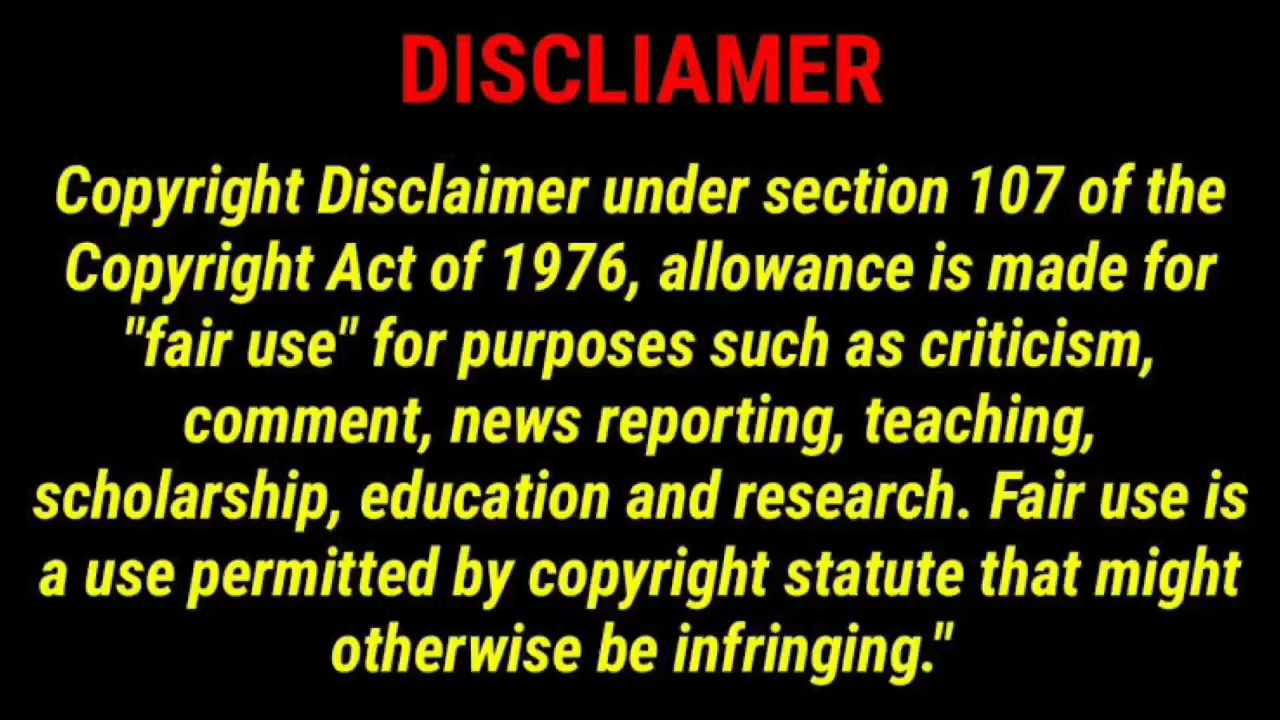 DISCLIAMER
Copyright Disclaimer under section 107 of the
Copyright Act of 1976, allowance is made for
"fair use" for purposes such as criticism,
comment, news reporting, teaching,
scholarship, education and research. Fair use is
a use permitted by copyright statute that might
otherwise be infringing."